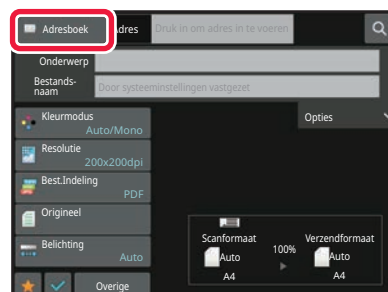 Adresboek
Adres
Druk in om adres in te voeren
Onderwerp
Bestands-
naam
Door systeeminstellingen vastgezet
Kleurmodus
Auto/Mono
Opties
Resolutie
200x200dpi
Best.Indeling
PDF
Origineel
Belichting
Auto
Scanformaat
100%
Verzendformaat
Auto
Auto
A4
A4
Overige